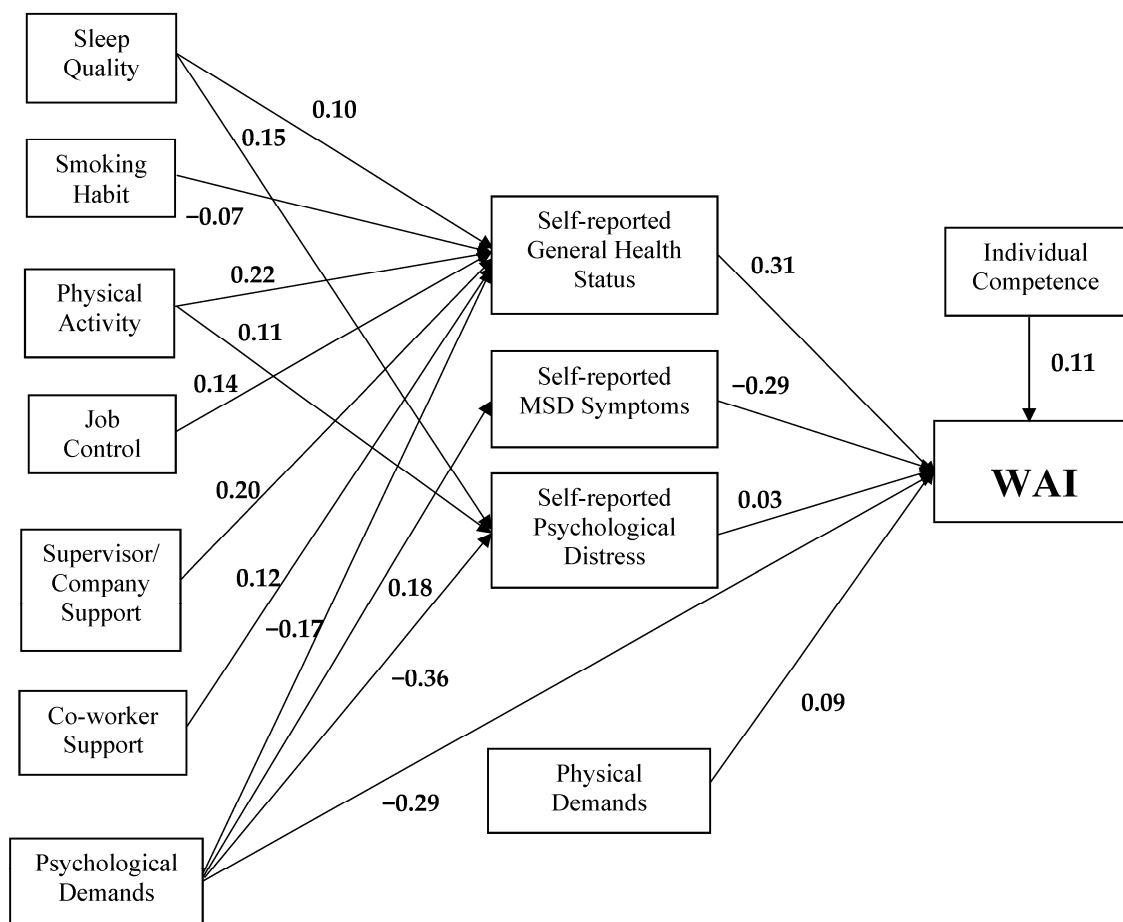 Sleep
Quality
0.10
0.15
Smoking
Habit
−0.07
Self-reported
General Health
Status
Individual
Competence
0.31
0.22
Physical
Activity
0.11
0.11
Self-reported
MSD Symptoms
−0.29
0.14
Job
Control
WAI
0.20
Self-reported
Psychological
Distress
0.03
Supervisor/
Company
Support
0.12
0.18
−0.17
−0.36
Co-worker
Support
0.09
Physical
Demands
−0.29
Psychological
Demands